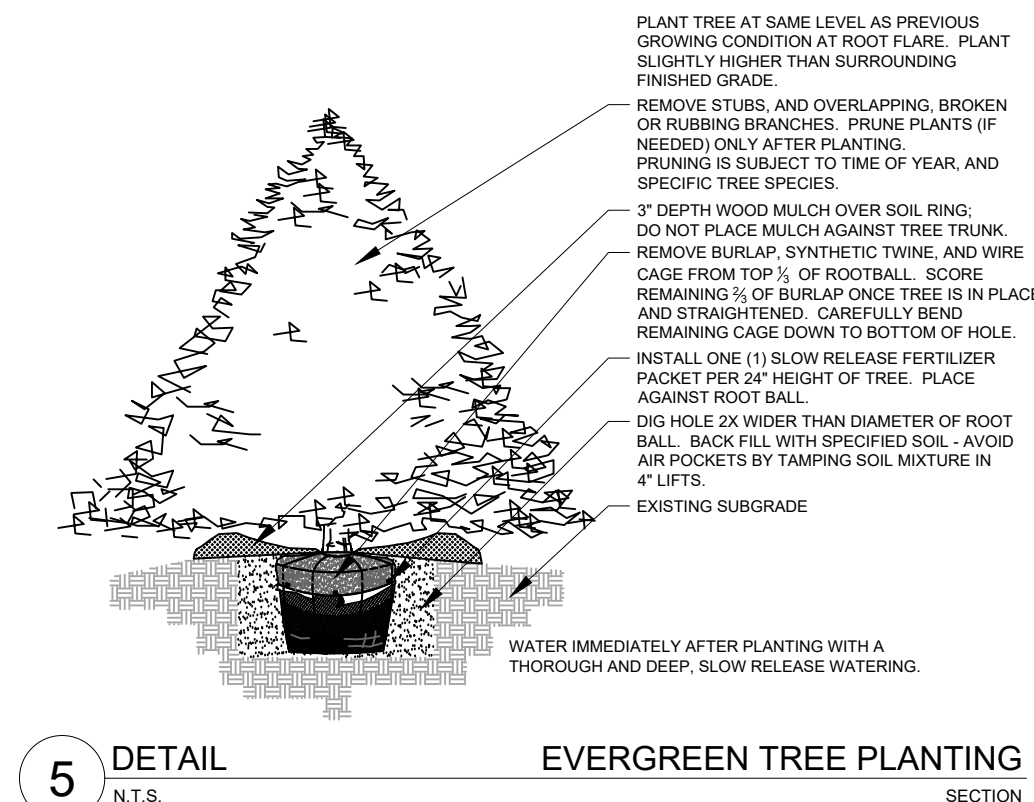 PLANT TREE AT SAME LEVEL AS PREVIOUS
GROWING CONDITION AT ROOT FLARE. PLANT
SLIGHTLY HIGHER THAN SURROUNDING
FINISHED GRADE.
REMOVE STUBS, AND OVERLAPPING, BROKEN
OR RUBBING BRANCHES. PRUNE PLANTS (IF
NEEDED) ONLY AFTER PLANTING.
PRUNING IS SUBJECT TO TIME OF YEAR, AND
SPECIFIC TREE SPECIES.
3" DEPTH WOOD MULCH OVER SOIL RING;
DO NOT PLACE MULCH AGAINST TREE TRUNK.
REMOVE BURLAP, SYNTHETIC TWINE, AND WIRE
CAGE FROM TOP ⅓ OF ROOTBALL. SCORE
REMAINING ⅔ OF BURLAP ONCE TREE IS IN PLACE
AND STRAIGHTENED. CAREFULLY BEND
REMAINING CAGE DOWN TO BOTTOM OF HOLE.
INSTALL ONE (1) SLOW RELEASE FERTILIZER
PACKET PER 24" HEIGHT OF TREE. PLACE
AGAINST ROOT BALL.
DIG HOLE 2X WIDER THAN DIAMETER OF ROOT
BALL. BACK FILL WITH SPECIFIED SOIL - AVOID
AIR POCKETS BY TAMPING SOIL MIXTURE IN
4" LIFTS.
EXISTING SUBGRADE
WATER IMMEDIATELY AFTER PLANTING WITH A
THOROUGH AND DEEP, SLOW RELEASE WATERING.
5 DETAIL EVERGREEN TREE PLANTING
N.T.S. SECTION